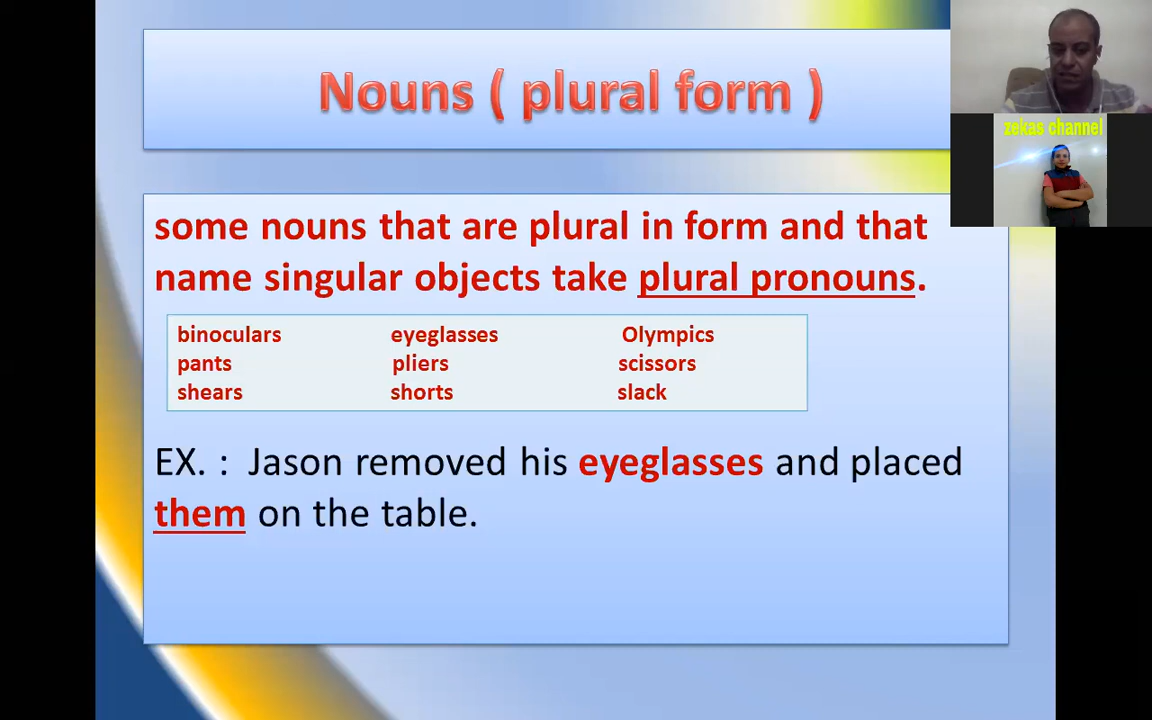 Nouns ( plural form )
zekas channel
some nouns that are plural in form and that
name singular objects take plural pronouns.
binoculars eyeglasses Olympics
pants pliers scissors
shears shorts slack
EX. : Jason removed his eyeglasses and placed
them on the table.